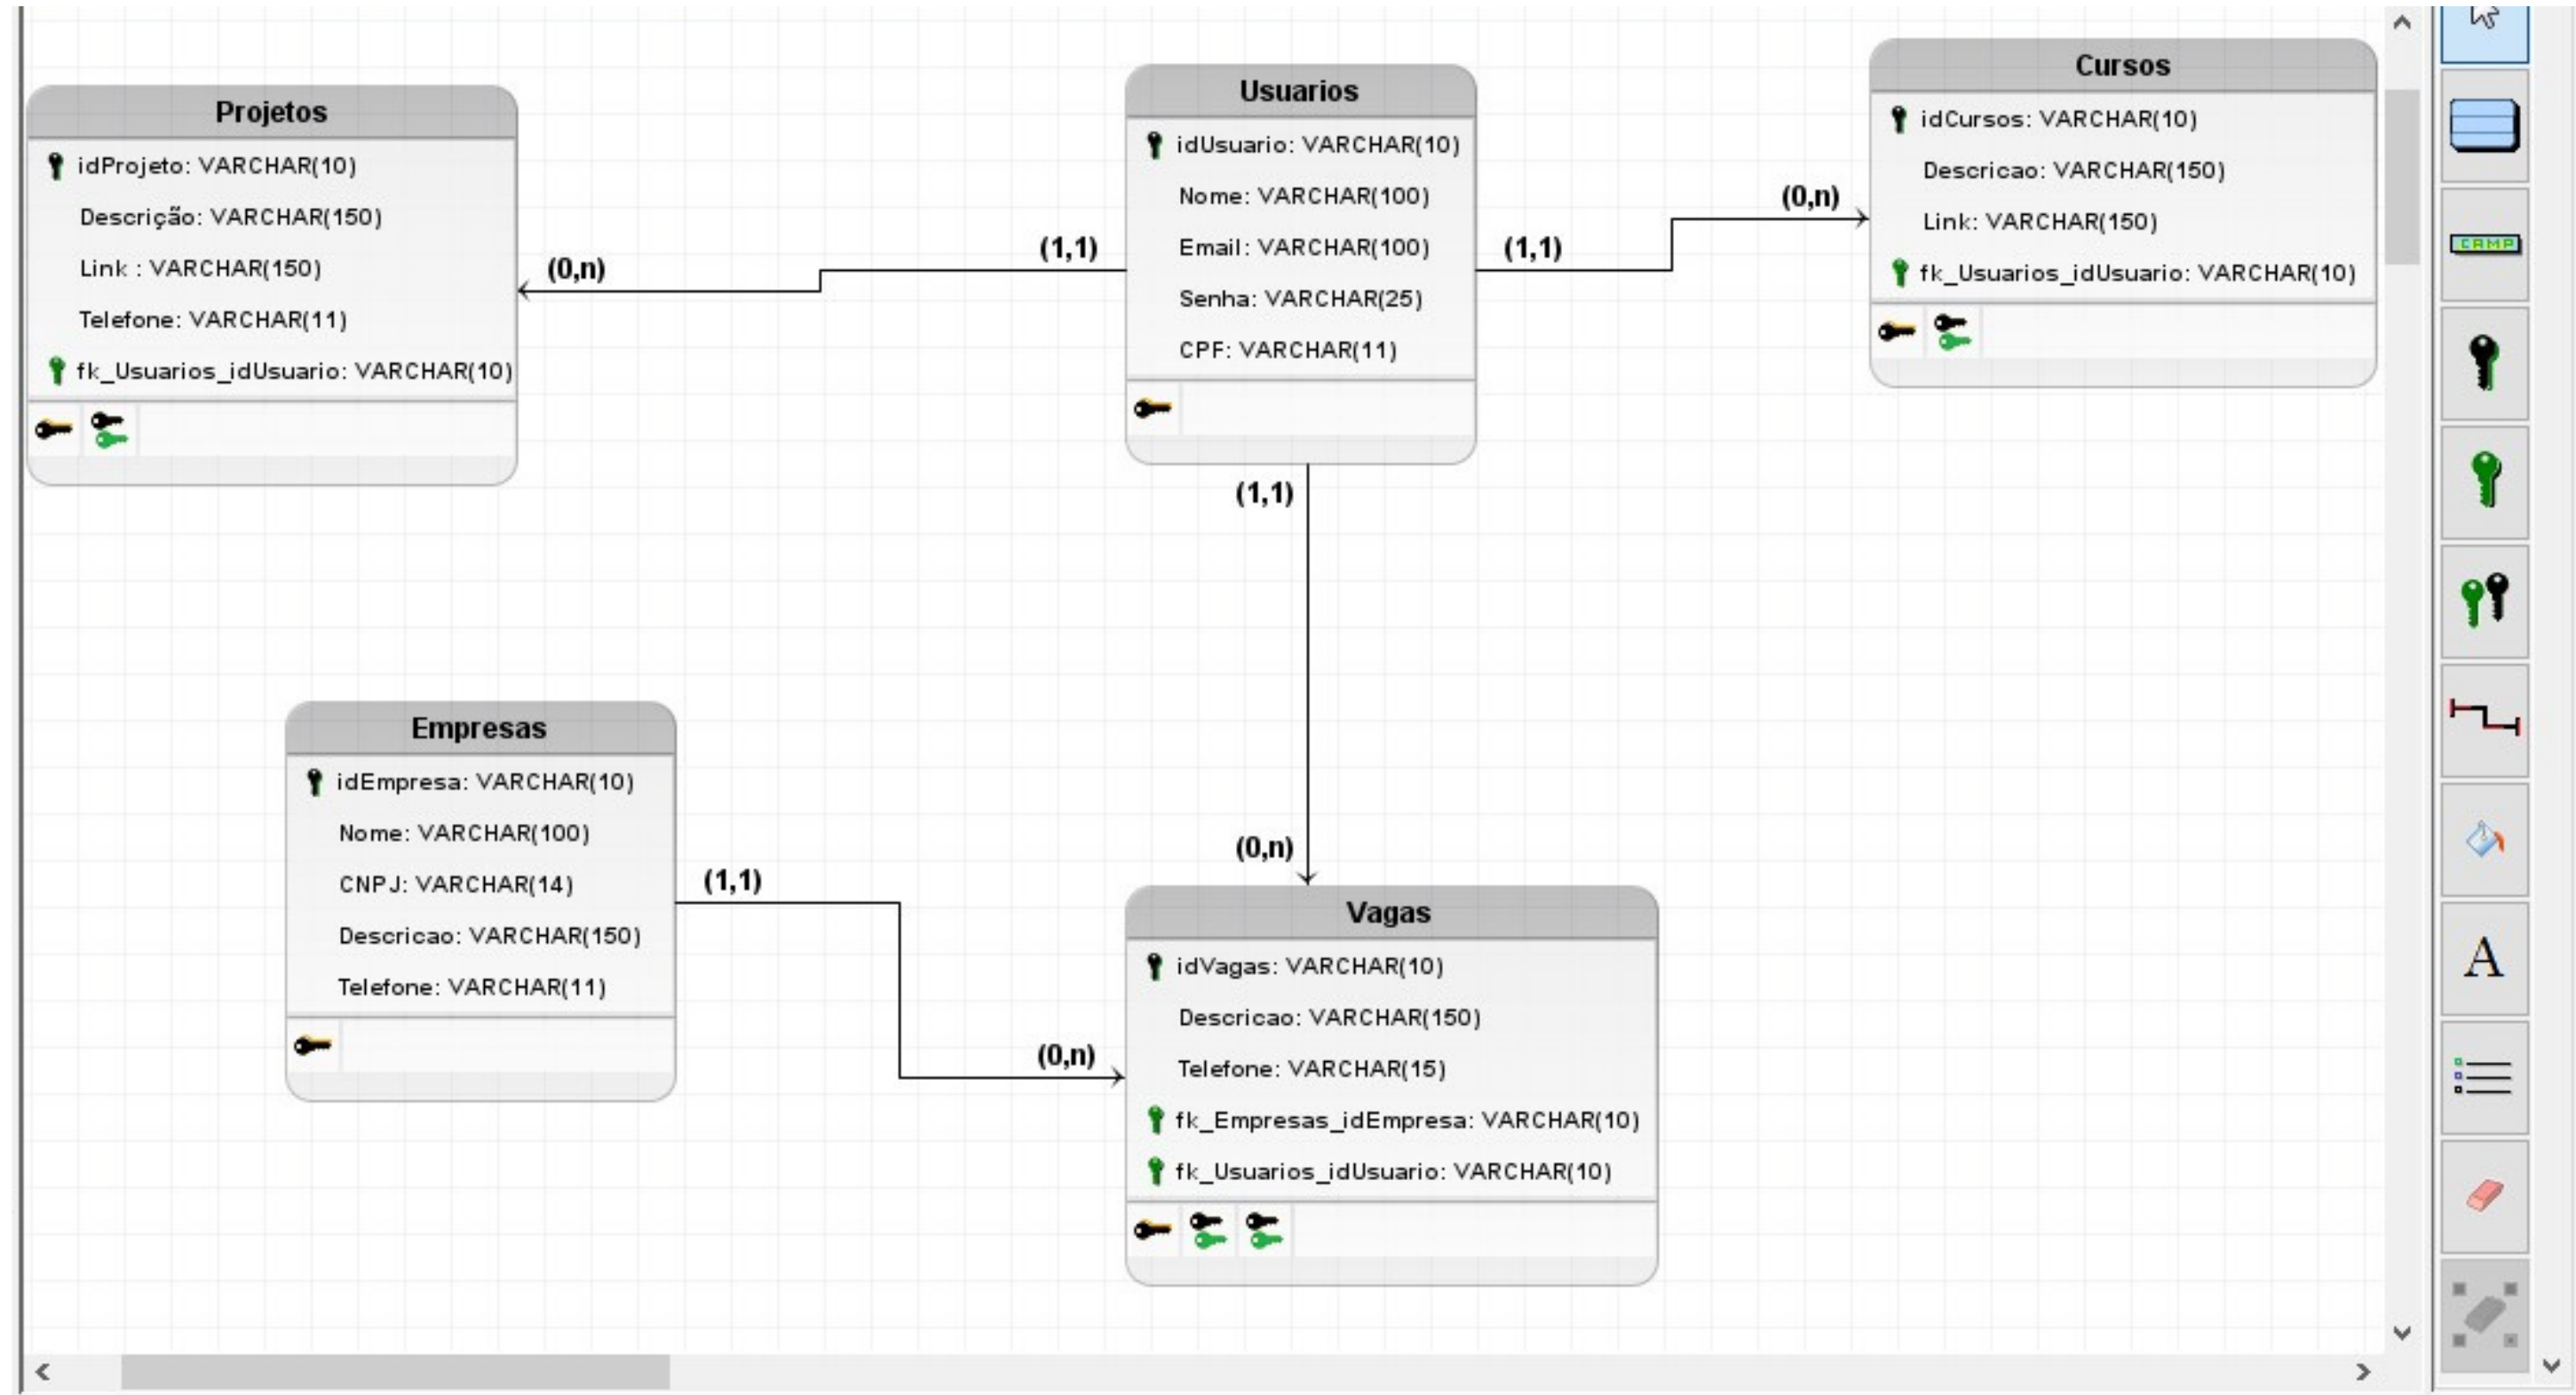 Projetos
idProjeto: VARCHAR(10)
Descrição: VARCHAR(150)
Link : VARCHAR(150)
Telefone: VARCHAR(11)
fk_Usuarios_idUsuario: VARCHAR(10)
(0,n)
(1,1)
Usuarios
idUsuario: VARCHAR(10)
Nome: VARCHAR(100)
Email: VARCHAR(100)
Senha: VARCHAR(25)
CPF: VARCHAR(11)
(1,1)
(0,n)
Cursos
idCursos: VARCHAR(10)
Descricao: VARCHAR(150)
Link: VARCHAR(150)
fk_Usuarios_idUsuario: VARCHAR(10)
(1,1)
(0,n)
Empresas
idEmpresa: VARCHAR(10)
Nome: VARCHAR(100)
CNPJ: VARCHAR(14)
Descricao: VARCHAR(150)
Telefone: VARCHAR(11)
(1,1)
(0,n)
Vagas
idVagas: VARCHAR(10)
Descricao: VARCHAR(150)
Telefone: VARCHAR(15)
fk_Empresas_idEmpresa: VARCHAR(10)
fk_Usuarios_idUsuario: VARCHAR(10)
CAMP
A